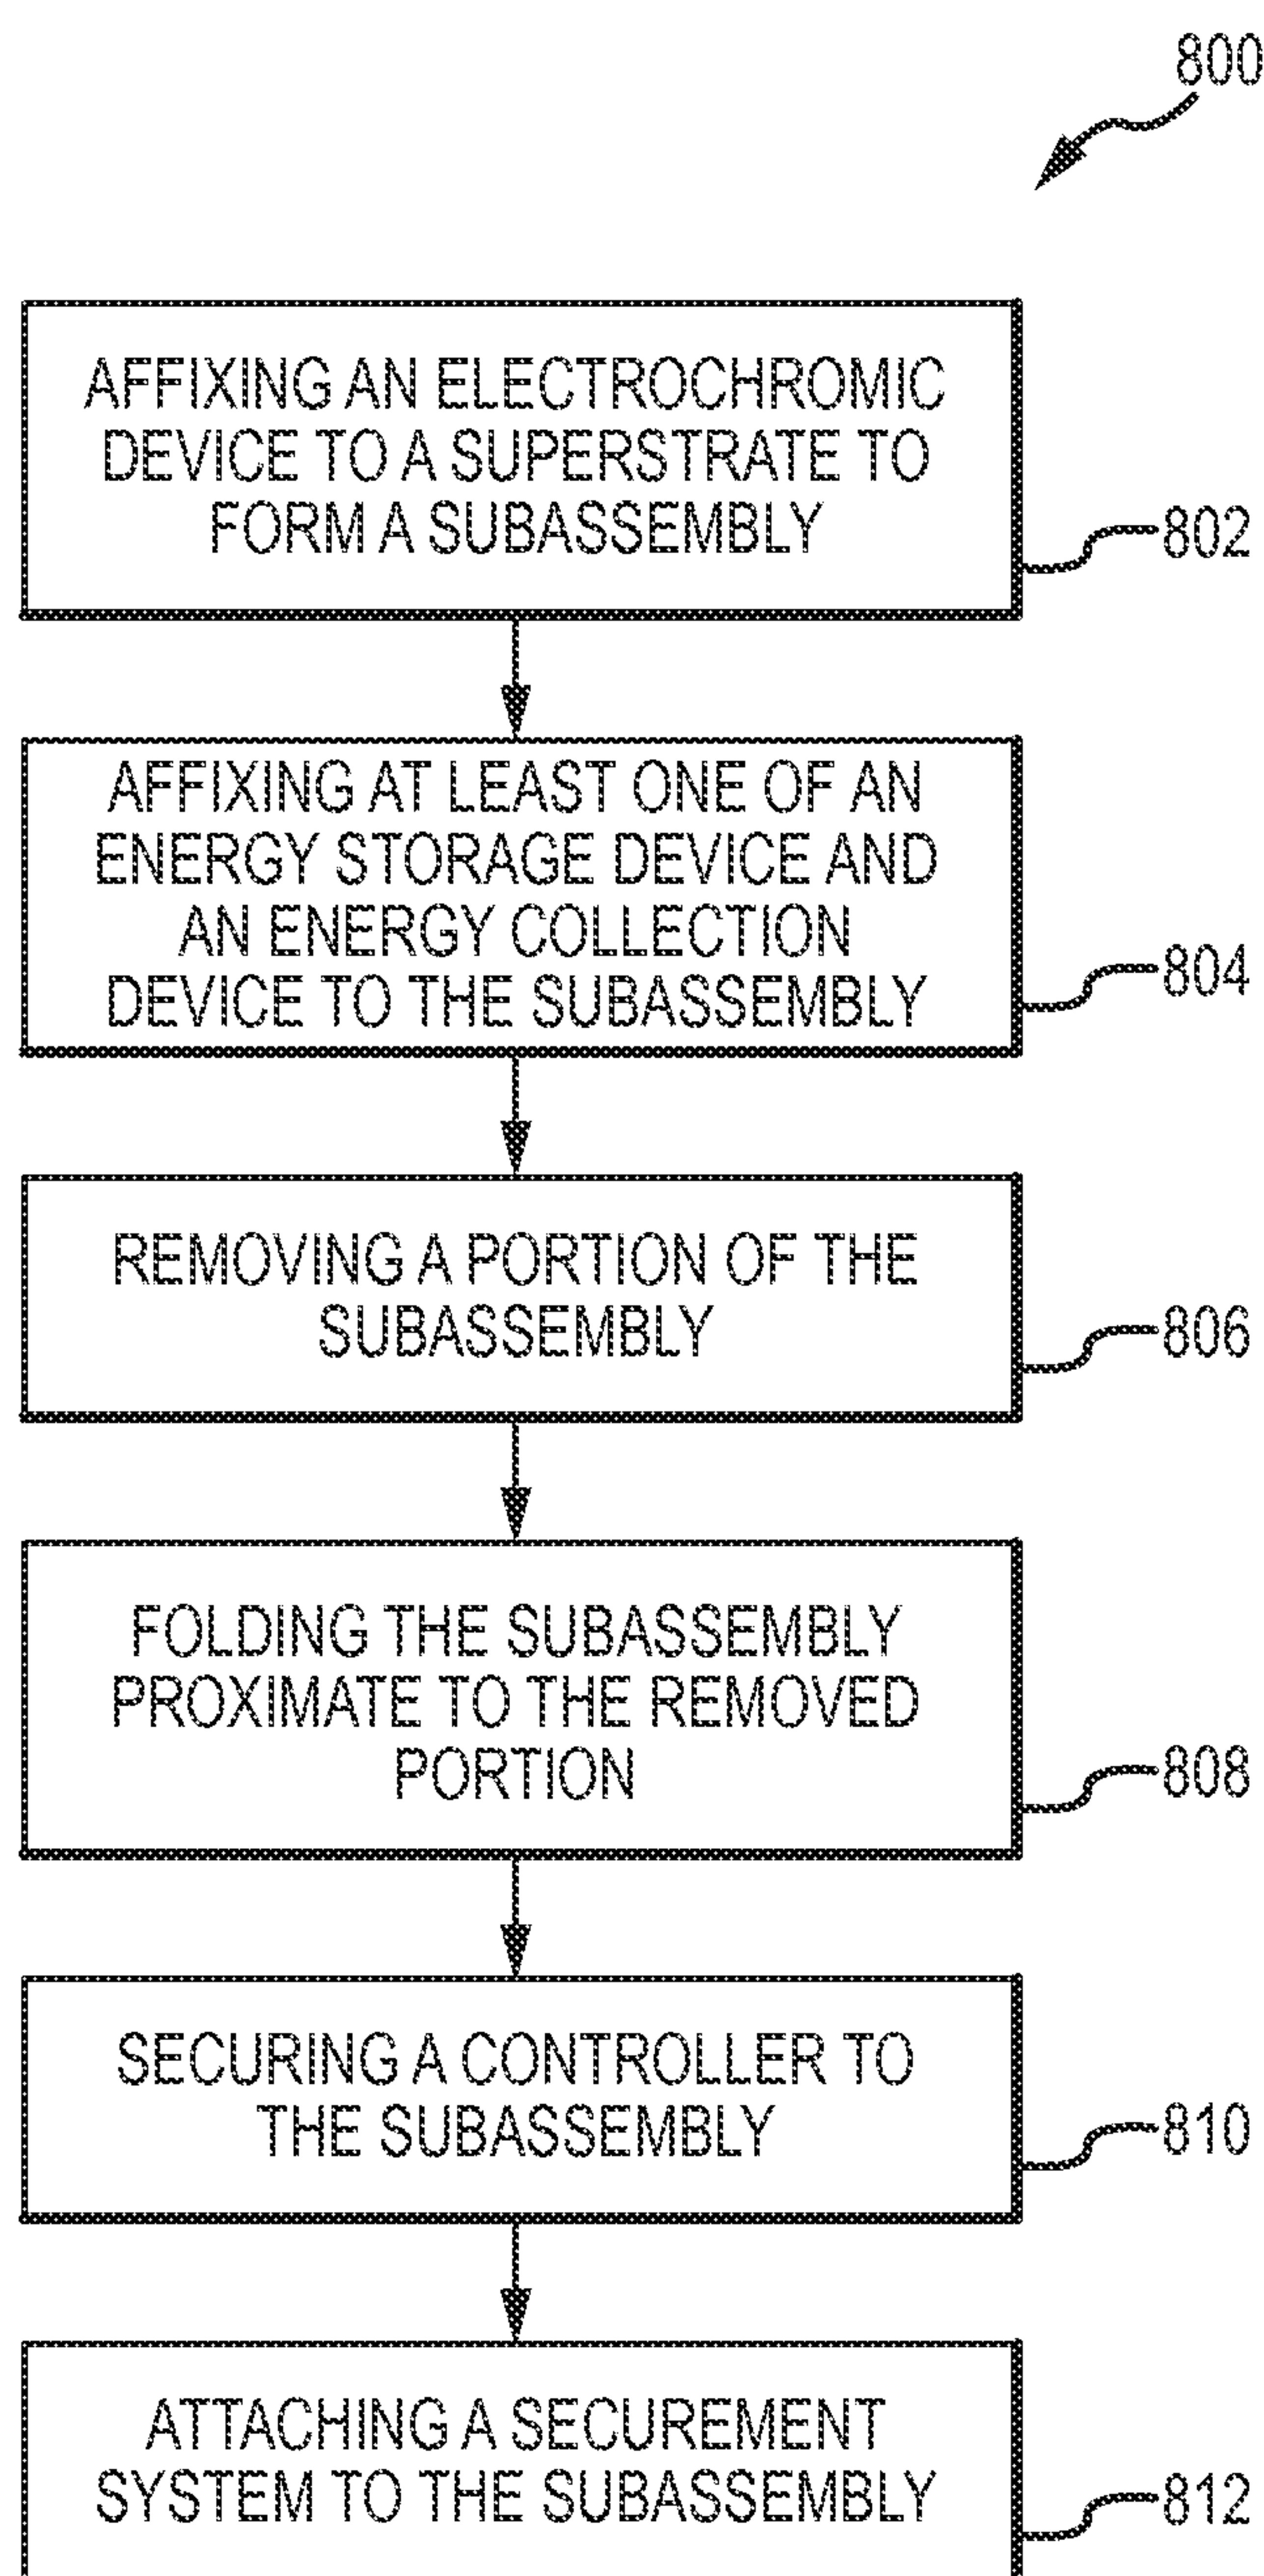 800
AFFIXING AN ELECTROCHROMIC
DEVICE TO A SUPERSTRATE TO
FORM A SUBASSEMBLY
802
AFFIXING AT LEAST ONE OF AN
ENERGY STORAGE DEVICE AND
AN ENERGY COLLECTION
DEVICE TO THE SUBASSEMBLY
804
REMOVING A PORTION OF THE
SUBASSEMBLY
806
FOLDING THE SUBASSEMBLY
PROXIMATE TO THE REMOVED
PORTION
808
SECURING A CONTROLLER TO
THE SUBASSEMBLY
810
ATTACHING A SECUREMENT
SYSTEM TO THE SUBASSEMBLY
812